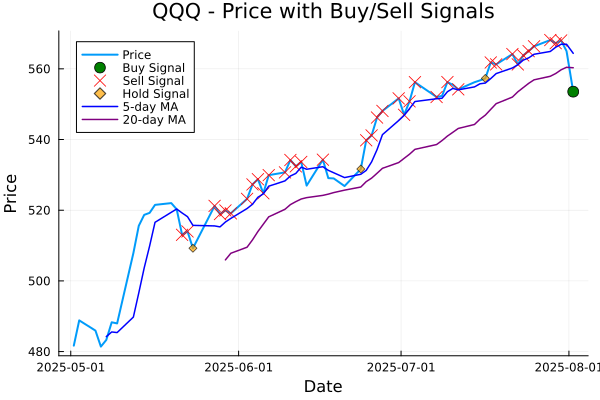 QQQ - Price with Buy/Sell Signals
Price
Buy Signal
Sell Signal
Hold Signal
5-day MA
20-day MA
560
540
520
500
480
Price
2025-05-01
2025-06-01
2025-07-01
2025-08-01
Date